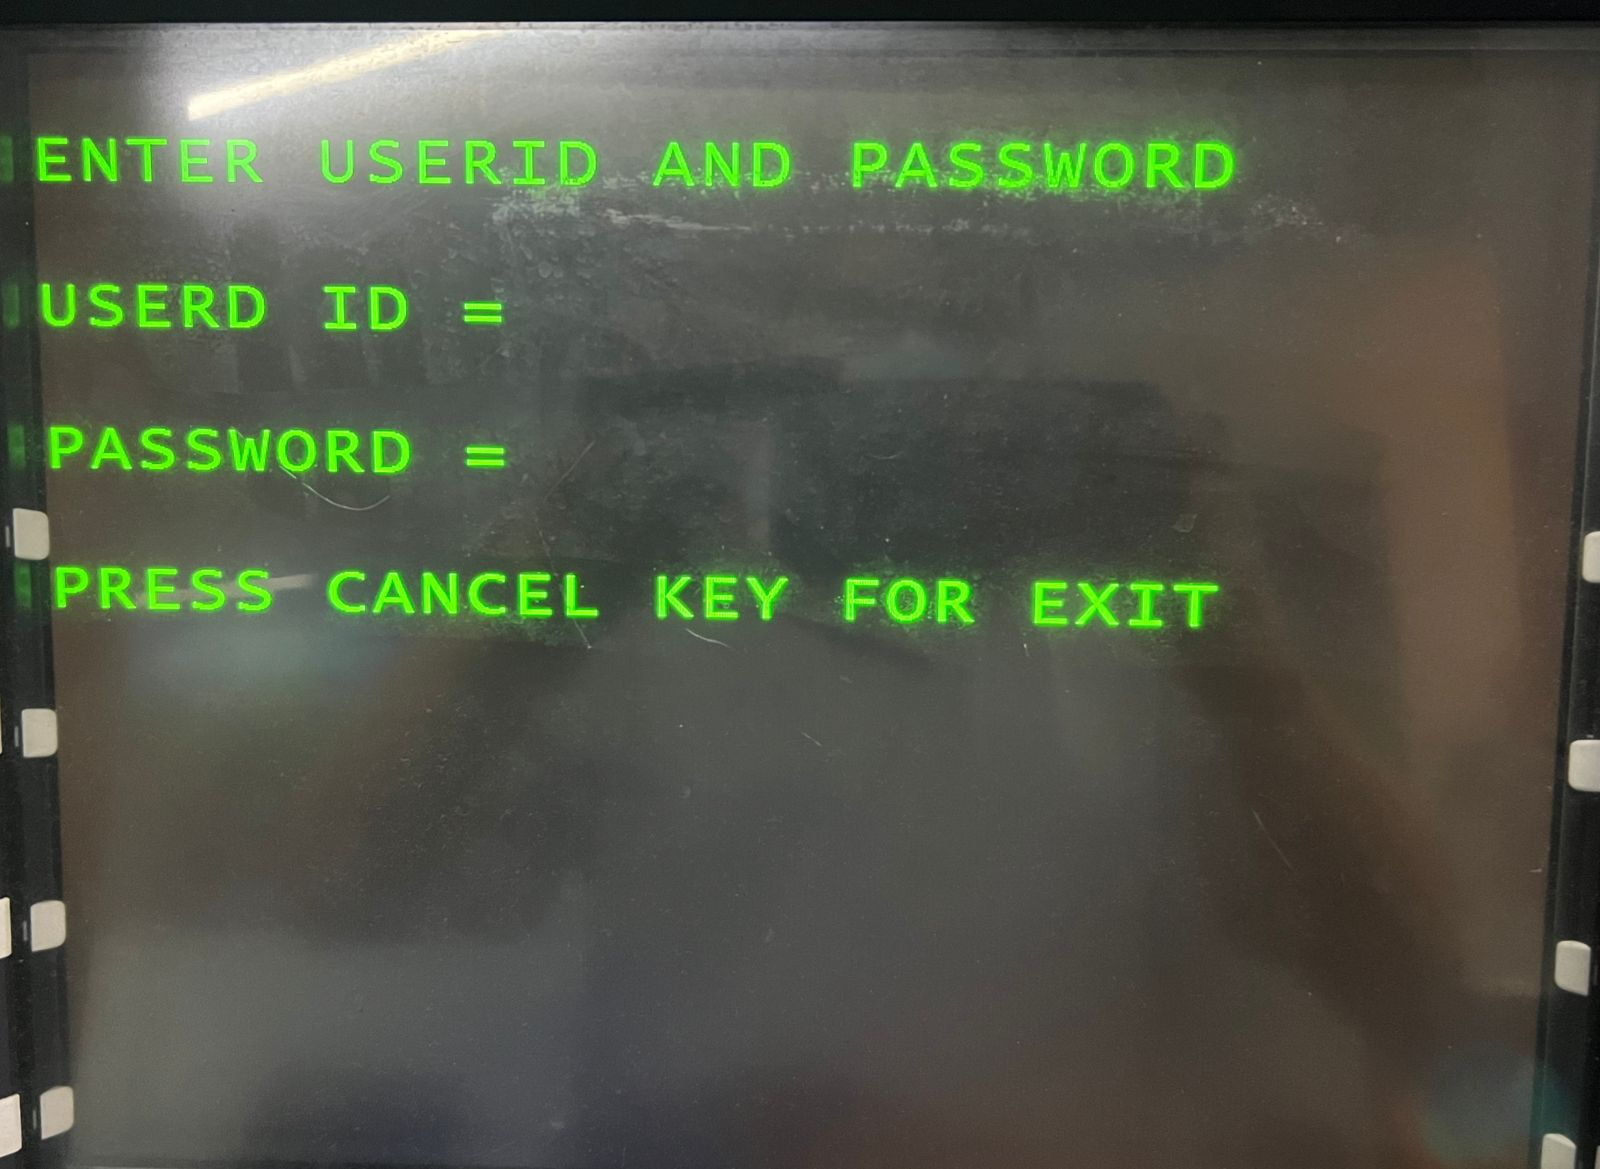 ENTER USERID AND PASSWORD
USERD ID =
PASSWORD =
PRESS CANCEL KEY FOR EXIT